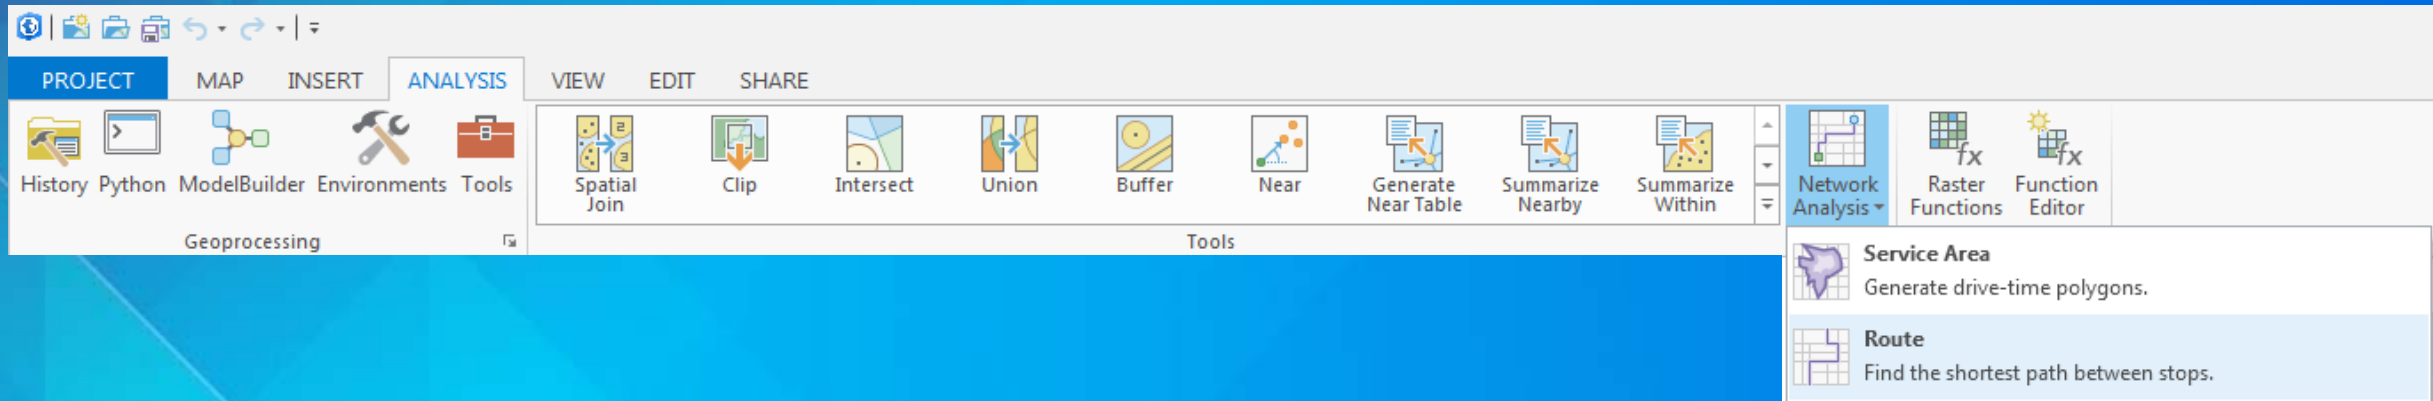 PROJECT MAP INSERT ANALYSIS VIEW EDIT SHARE
History Python ModelBuilder Environments Tools
Geoprocessing
Spatial
Join
Clip
Intersect
Union
Buffer
Near
Generate
Near Table
Summarize
Nearby
Summarize
Within
Tools
Network
Analysis
Raster
Functions
Function
Editor
Service Area
Generate drive-time polygons.
Route
Find the shortest path between stops.